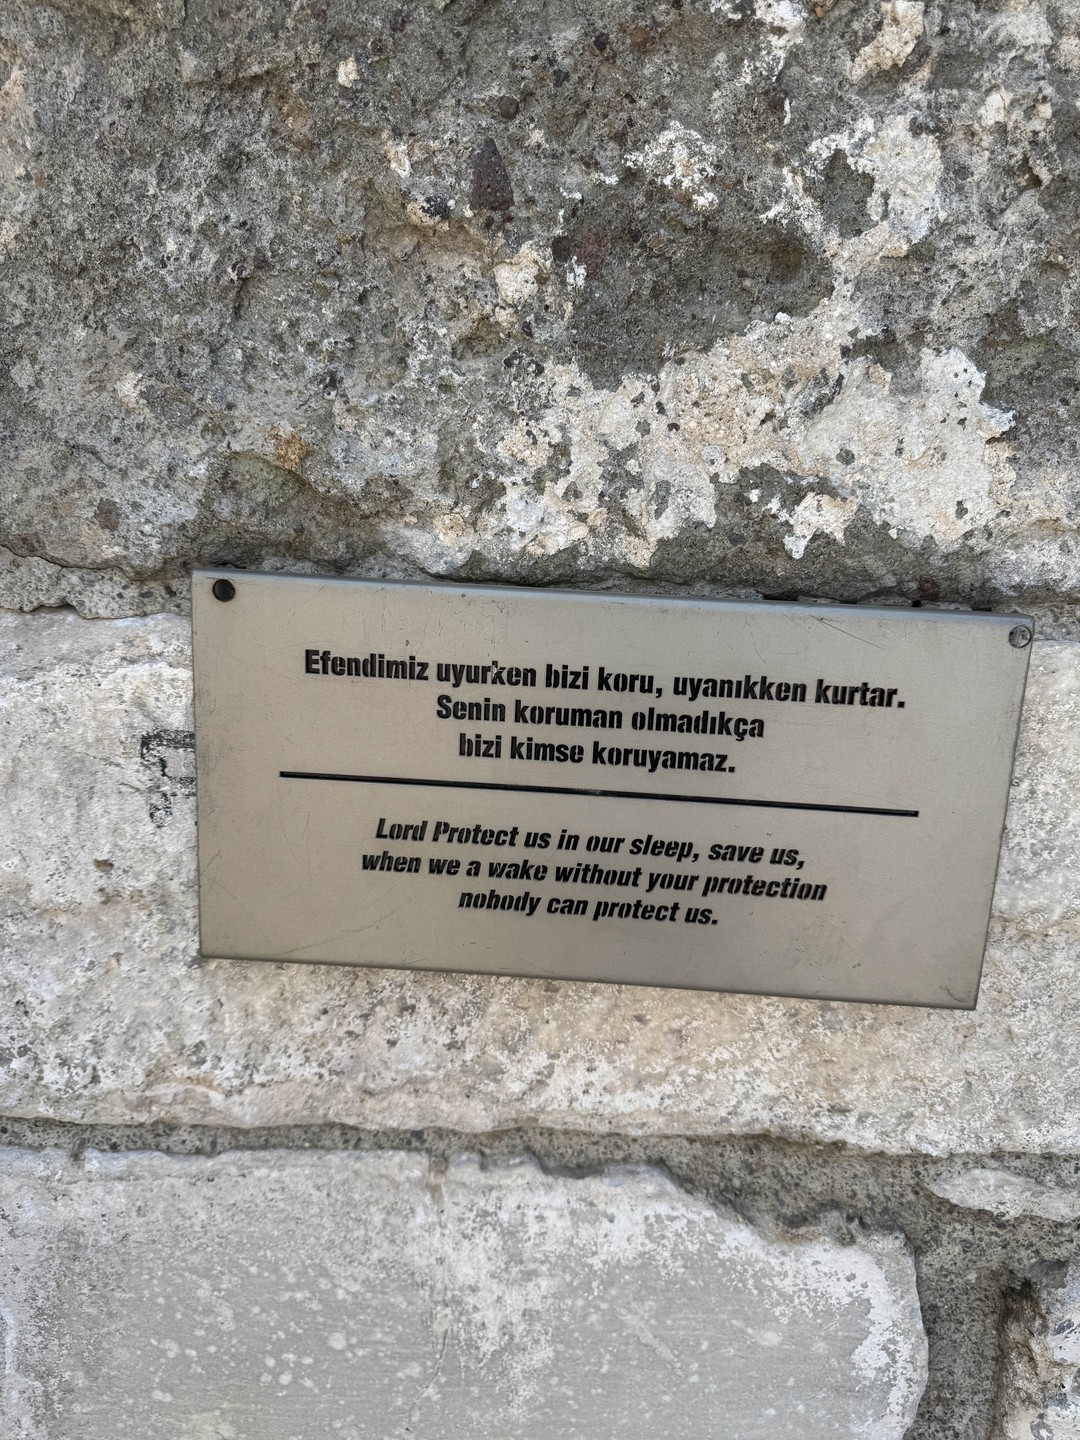 Efendimiz uyurken bizi koru, uyanıkken kurtar.
Senin koruman olmadıkça
bizi kimse koruyamaz.
Lord Protect us in our sleep, save us,
when we a wake without your protection
nobody can protect us.